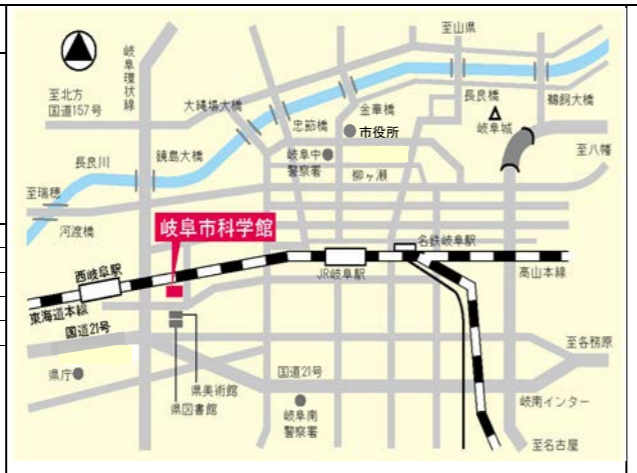 至山県
岐阜環状線
至北方
国道157号
大縄場大橋
忠節橋
金華橋
長良橋
鵜飼大橋
市役所
岐阜城
岐阜中
警察署
柳ヶ瀬
至八幡
長良川
鏡島大橋
至瑞穂
河渡橋
岐阜市科学館
名鉄岐阜駅
西岐阜駅
JR岐阜駅
高山本線
東海道本線
国道21号
県庁
県美術館
県図書館
国道21号
至各務原
岐阜南
警察署
岐南インター
至名古屋